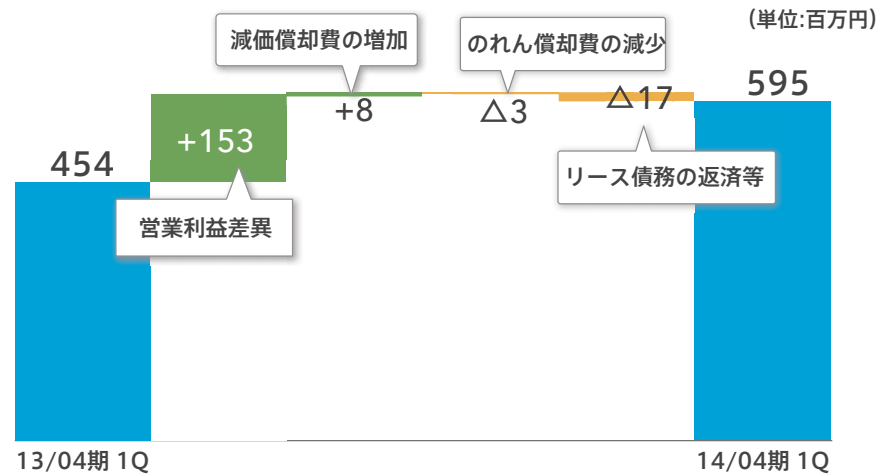 (単位:百万円)
減価償却費の増加
のれん償却費の減少
595
+8
△3
△17
+153
454
リース債務の返済等
営業利益差異
13/04期 1Q
14/04期 1Q